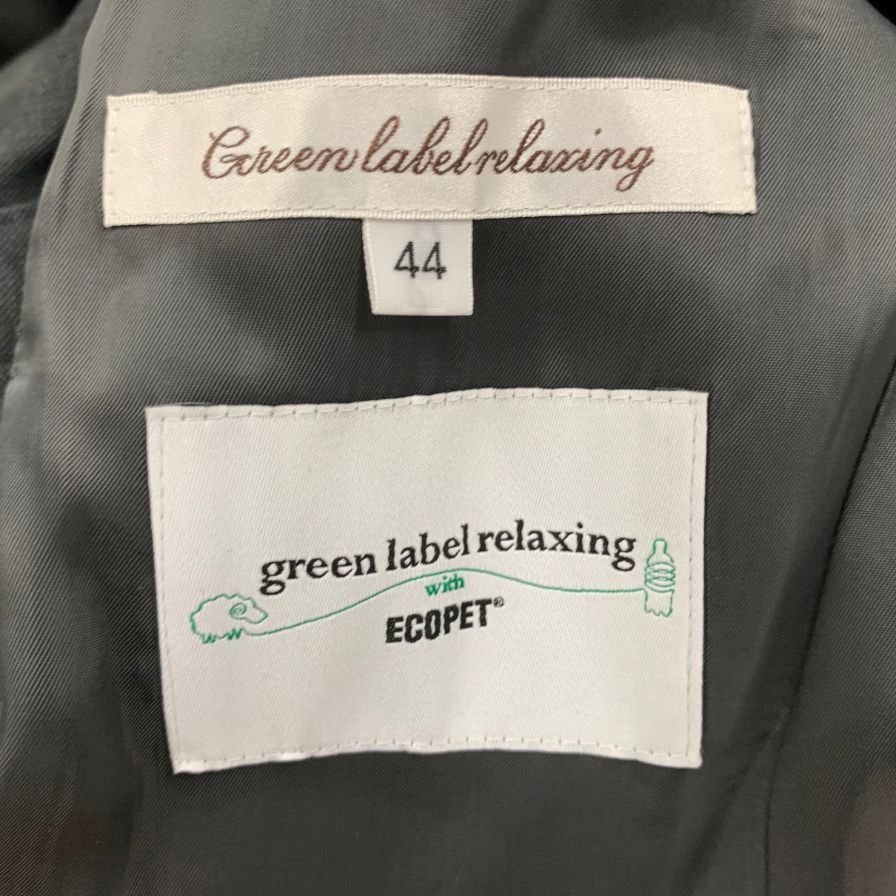 Green label relaxing
44
green label relaxing
with
ECOPET®